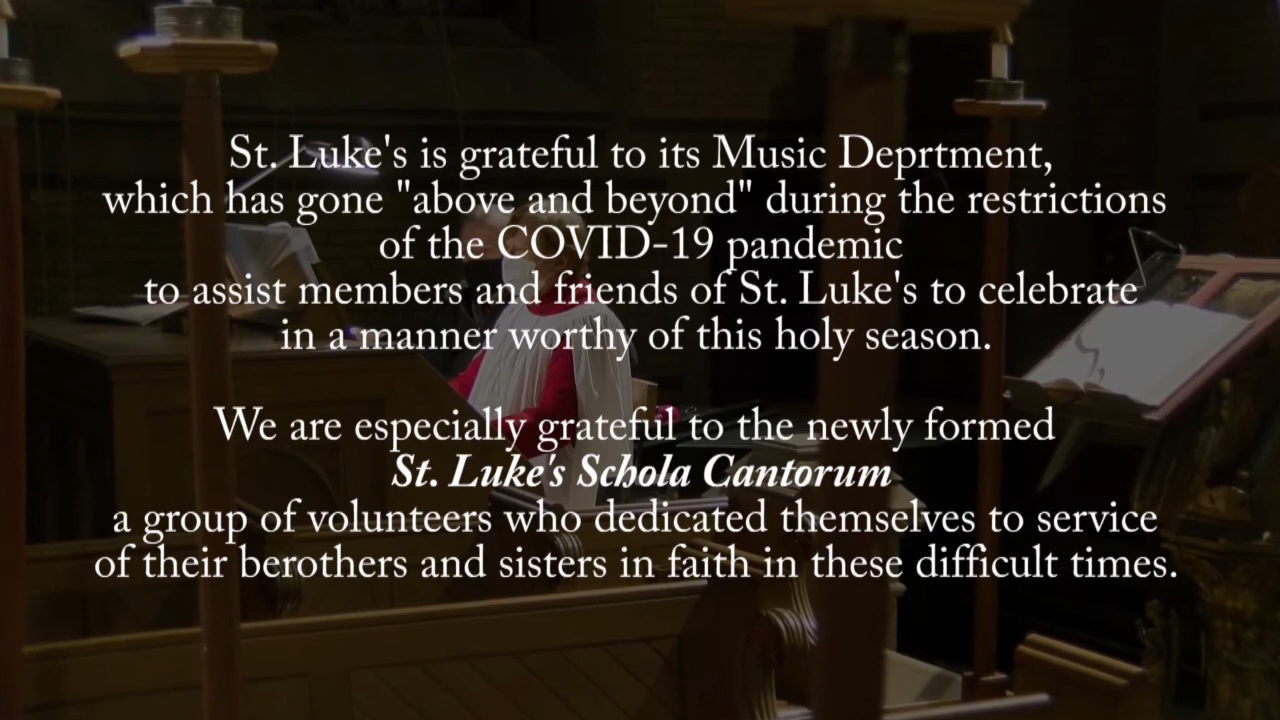 St. Luke's is grateful to its Music Deprtment,
which has gone "above and beyond" during the restrictions
of the COVID-19 pandemic
to assist members and friends of St. Luke's to celebrate
in a manner worthy of this holy season.
We are especially grateful to the newly formed
St. Luke's Schola Cantorum
a group of volunteers who dedicated themselves to service
of their berothers and sisters in faith in these difficult times.